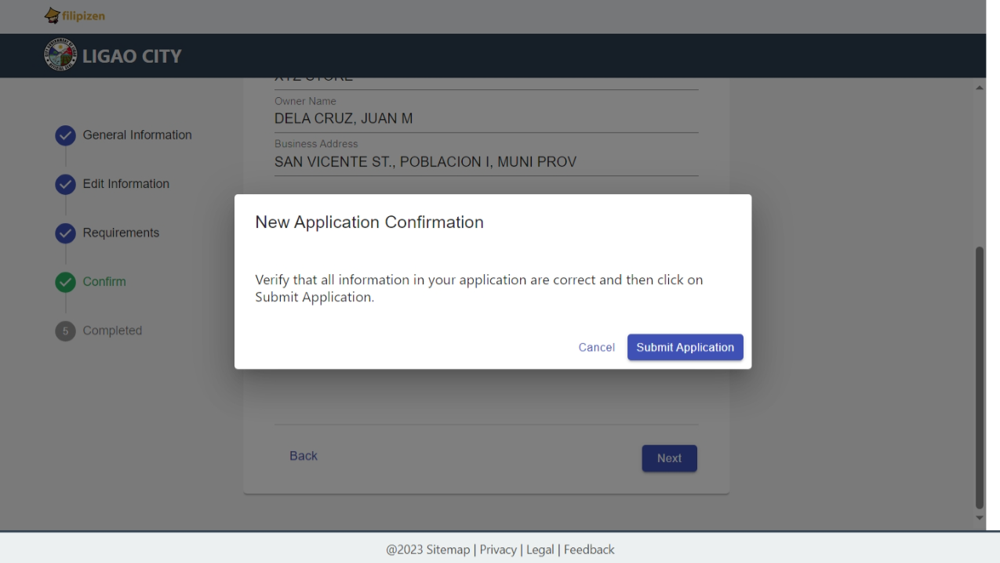 filipizen
LIGAO CITY
XYZ STORE
Owner Name
DELA CRUZ, JUAN M
Business Address
SAN VICENTE ST., POBLACION I, MUNI PROV
General Information
Edit Information
Requirements
Confirm
5 Completed
New Application Confirmation
Verify that all information in your application are correct and then click on
Submit Application.
Cancel Submit Application
Back Next
@2023 Sitemap | Privacy | Legal | Feedback